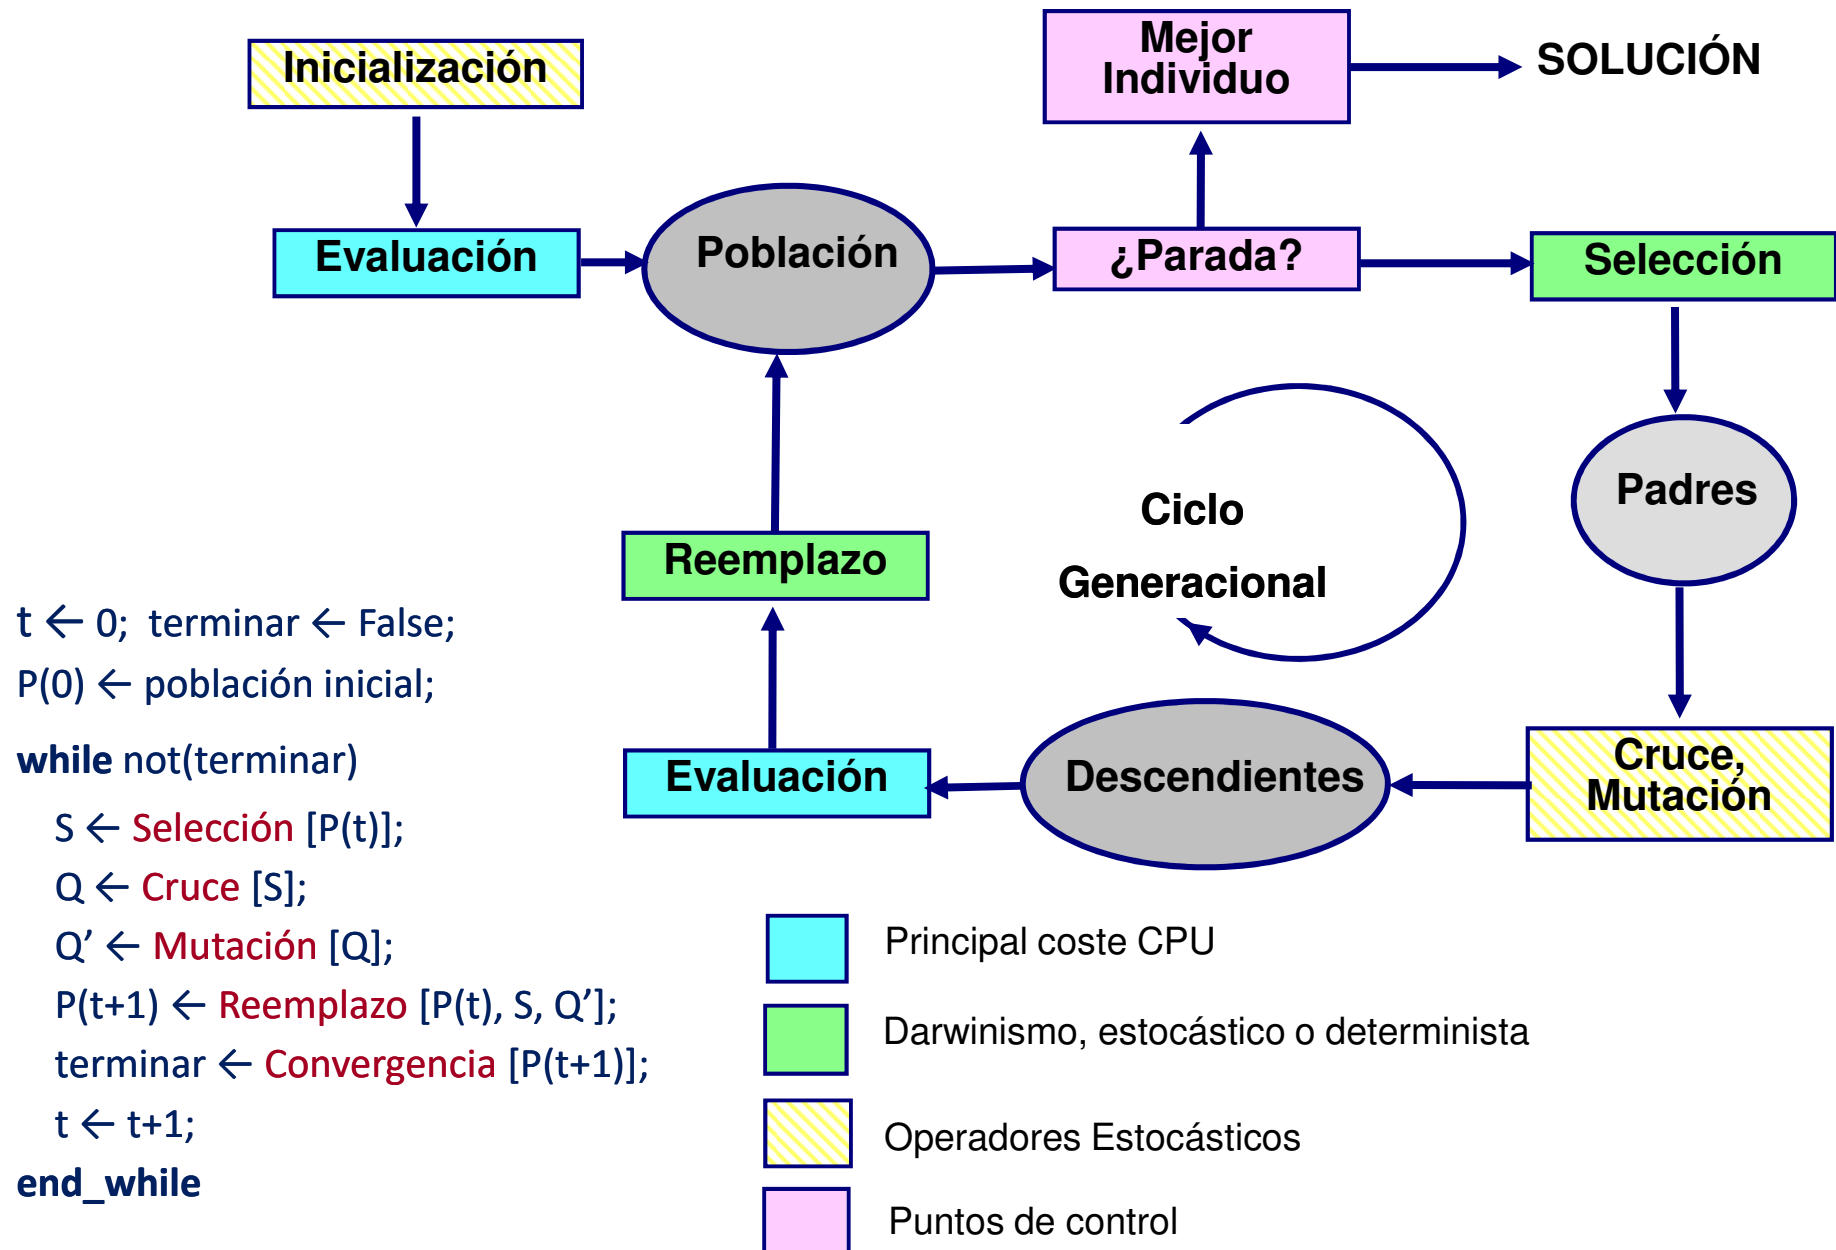 Inicialización
Mejor
Individuo
SOLUCIÓN
Evaluación
Población
¿Parada?
Selección
Padres
Ciclo
Generacional
Reemplazo
Evaluación
Descendientes
Cruce,
Mutación
t ← 0; terminar ← False;
P(0) ← población inicial;
while not(terminar)
S ← Selección [P(t)];
Q ← Cruce [S];
Q’ ← Mutación [Q];
P(t+1) ← Reemplazo [P(t), S, Q’];
terminar ← Convergencia [P(t+1)];
t ← t+1;
end_while
Principal coste CPU
Darwinismo, estocástico o determinista
Operadores Estocásticos
Puntos de control